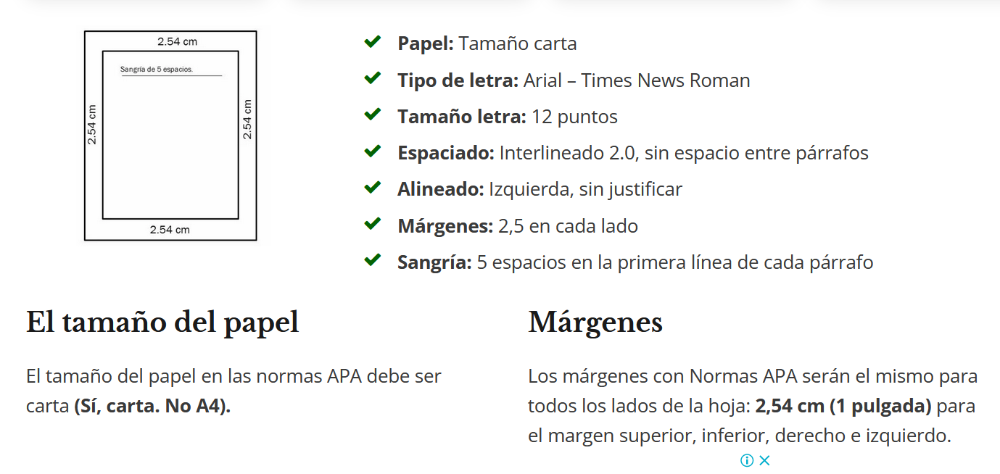 2.54 cm
Sangría de 5 espacios.
2.54 cm
2.54 cm
2.54 cm
Papel: Tamaño carta
Tipo de letra: Arial – Times News Roman
Tamaño letra: 12 puntos
Espaciado: Interlineado 2.0, sin espacio entre párrafos
Alineado: Izquierda, sin justificar
Márgenes: 2,5 en cada lado
Sangría: 5 espacios en la primera línea de cada párrafo
El tamaño del papel
El tamaño del papel en las normas APA debe ser
carta (Sí, carta. No A4).
Márgenes
Los márgenes con Normas APA serán el mismo para
todos los lados de la hoja: 2,54 cm (1 pulgada) para
el margen superior, inferior, derecho e izquierdo.